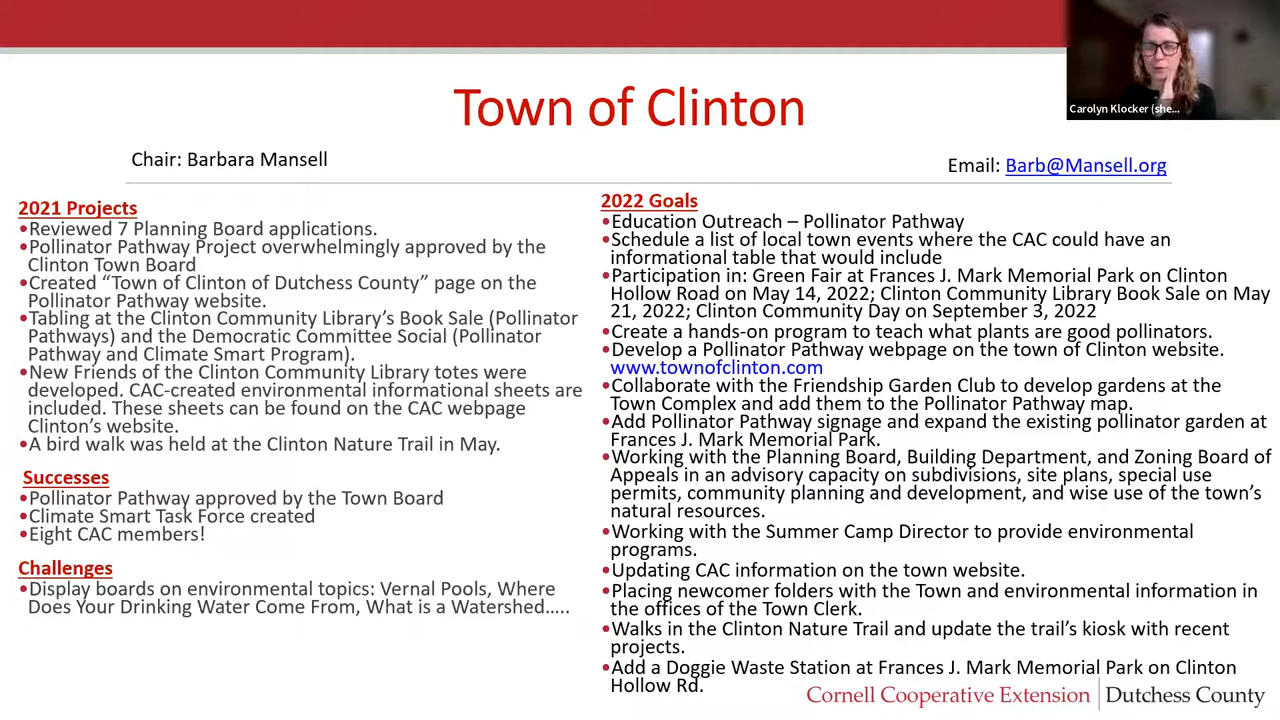 Carolyn Klocker (she...
Town of Clinton
Chair: Barbara Mansell
Email: Barb@Mansell.org
2021 Projects
•Reviewed 7 Planning Board applications.
•Pollinator Pathway Project overwhelmingly approved by the
Clinton Town Board
•Created “Town of Clinton of Dutchess County” page on the
Pollinator Pathway website.
•Tabling at the Clinton Community Library’s Book Sale (Pollinator
Pathways) and the Democratic Committee Social (Pollinator
Pathway and Climate Smart Program).
•New Friends of the Clinton Community Library totes were
developed. CAC-created environmental informational sheets are
included. These sheets can be found on the CAC webpage
Clinton’s website.
•A bird walk was held at the Clinton Nature Trail in May.
Successes
•Pollinator Pathway approved by the Town Board
•Climate Smart Task Force created
•Eight CAC members!
Challenges
•Display boards on environmental topics: Vernal Pools, Where
Does Your Drinking Water Come From, What is a Watershed…..
2022 Goals
•Education Outreach – Pollinator Pathway
•Schedule a list of local town events where the CAC could have an
informational table that would include
•Participation in: Green Fair at Frances J. Mark Memorial Park on Clinton
Hollow Road on May 14, 2022; Clinton Community Library Book Sale on May
21, 2022; Clinton Community Day on September 3, 2022
•Create a hands-on program to teach what plants are good pollinators.
•Develop a Pollinator Pathway webpage on the town of Clinton website.
www.townofclinton.com
•Collaborate with the Friendship Garden Club to develop gardens at the
Town Complex and add them to the Pollinator Pathway map.
•Add Pollinator Pathway signage and expand the existing pollinator garden at
Frances J. Mark Memorial Park.
•Working with the Planning Board, Building Department, and Zoning Board of
Appeals in an advisory capacity on subdivisions, site plans, special use
permits, community planning and development, and wise use of the town’s
natural resources.
•Working with the Summer Camp Director to provide environmental
programs.
•Updating CAC information on the town website.
•Placing newcomer folders with the Town and environmental information in
the offices of the Town Clerk.
•Walks in the Clinton Nature Trail and update the trail’s kiosk with recent
projects.
•Add a Doggie Waste Station at Frances J. Mark Memorial Park on Clinton
Hollow Rd.
Cornell Cooperative Extension | Dutchess County